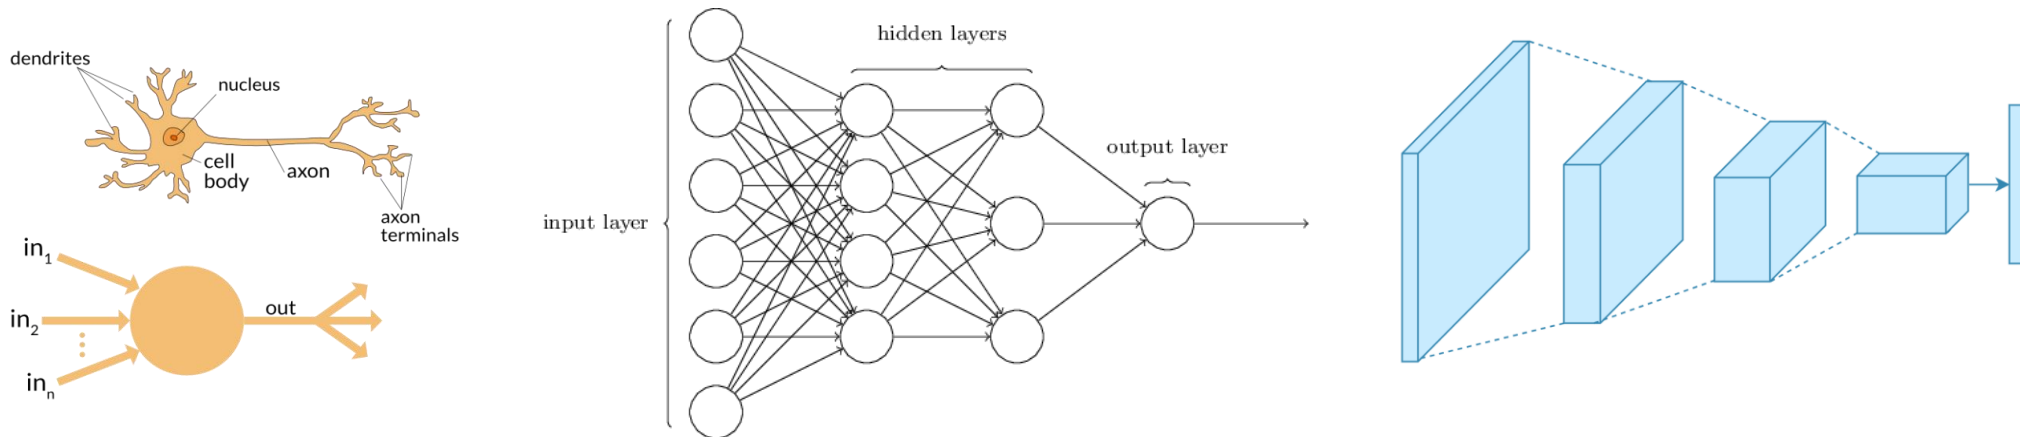 dendrites
nucleus
cell
body
axon
axon
terminals
in1
in2
inn
out
input layer
hidden layers
output layer